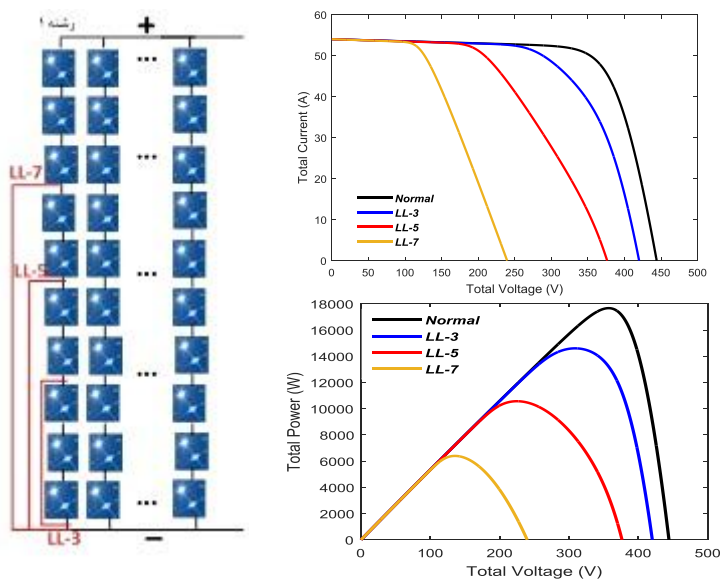 رشته ۱
+
...
LL-7
...
LL-5
...
...
...
LL-3
−
Total Current (A)
60
50
40
30
20
10
0
Normal
LL-3
LL-5
LL-7
0 50 100 150 200 250 300 350 400 450 500
Total Voltage (V)
Total Power (W)
18000
16000
14000
12000
10000
8000
6000
4000
2000
0
Normal
LL-3
LL-5
LL-7
0 100 200 300 400 500
Total Voltage (V)